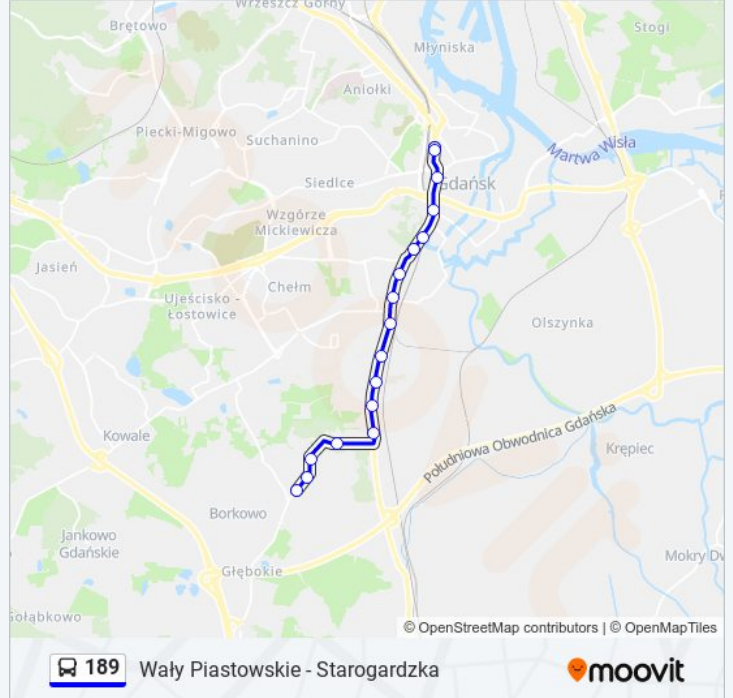 Wrzeszcz Górny
Brętowo
Stogi
Młyniska
Aniołki
Piecki-Migowo
Suchanino
Martwa Wisła
Siedlce
Gdańsk
Wzgórze
Mickiewicza
Jasień
Chełm
Ujeścisko -
Łostowice
Olszynka
Południowa Obwodnica Gdańska
Kowale
Krępiec
Borkowo
Jankowo
Gdańskie
Mokry Dw
Głębokie
Gołąbkowo
© OpenStreetMap contributors | © OpenMapTiles
189 Wały Piastowskie - Starogardzka
moovit